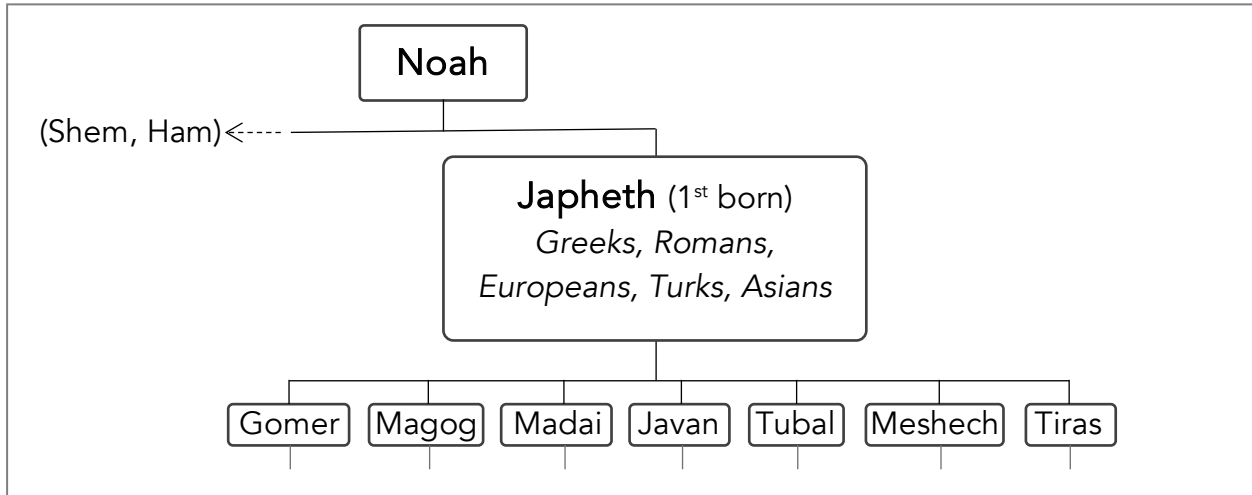 Noah
(Shem, Ham)
Japheth (1st born)
Greeks, Romans,
Europeans, Turks, Asians
Gomer Magog Madai Javan Tubal Meshech Tiras